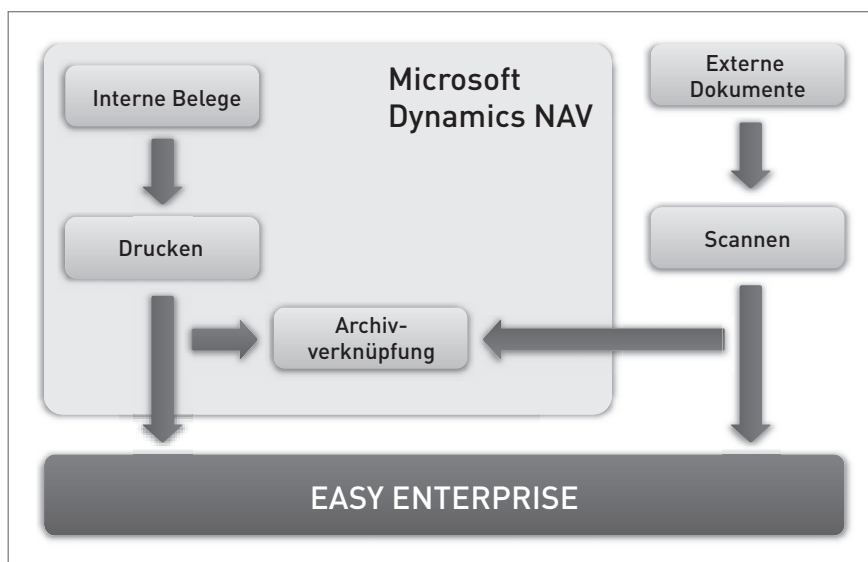 Interne Belege
Microsoft
Dynamics NAV
Externe
Dokumente
Drucken
Scannen
Archiv-
verknüpfung
EASY ENTERPRISE